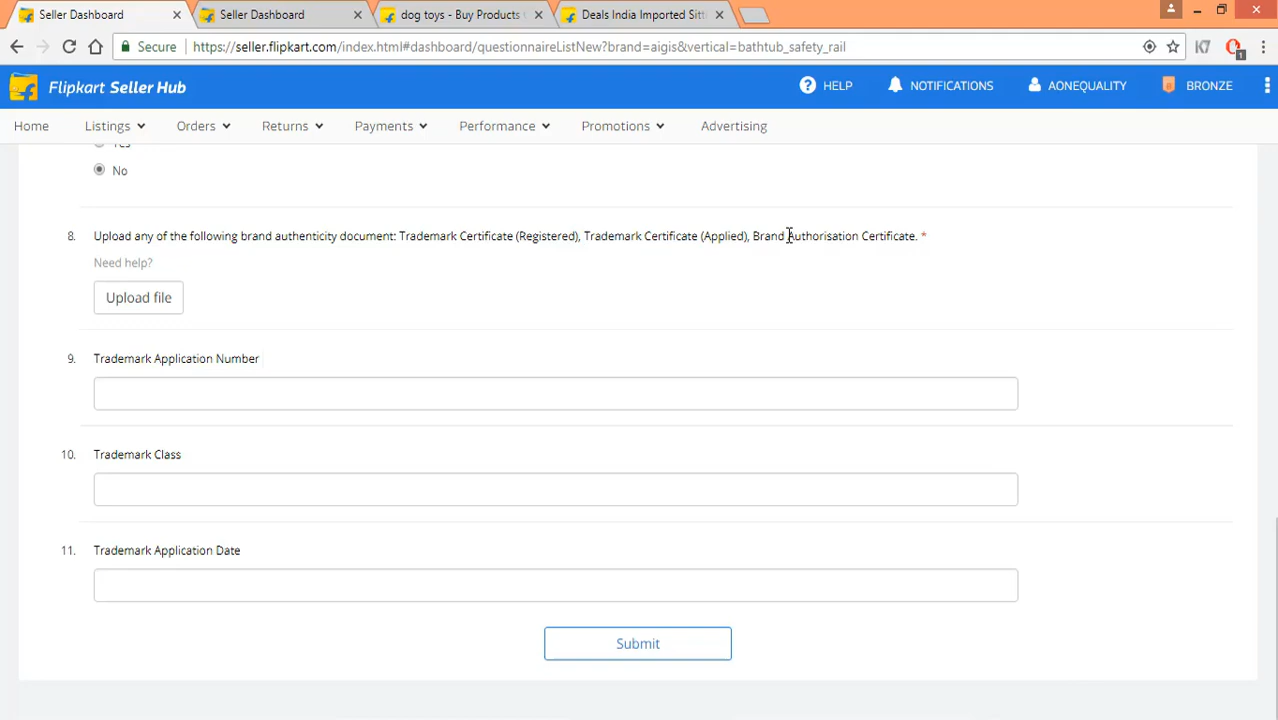 Seller Dashboard
Seller Dashboard
dog toys - Buy Products
Deals India Imported Sitt
Secure
https://seller.flipkart.com/index.html#dashboard/questionnaireListNew?brand=aigis&vertical=bathtub_safety_rail
K7
1
Flipkart Seller Hub
HELP
NOTIFICATIONS
AONEQUALITY
BRONZE
Home
Listings
Orders
Returns
Payments
Performance
Promotions
Advertising
Yes
No
8. Upload any of the following brand authenticity document: Trademark Certificate (Registered), Trademark Certificate (Applied), Brand Authorisation Certificate. *
Need help?
Upload file
9. Trademark Application Number
10. Trademark Class
11. Trademark Application Date
Submit